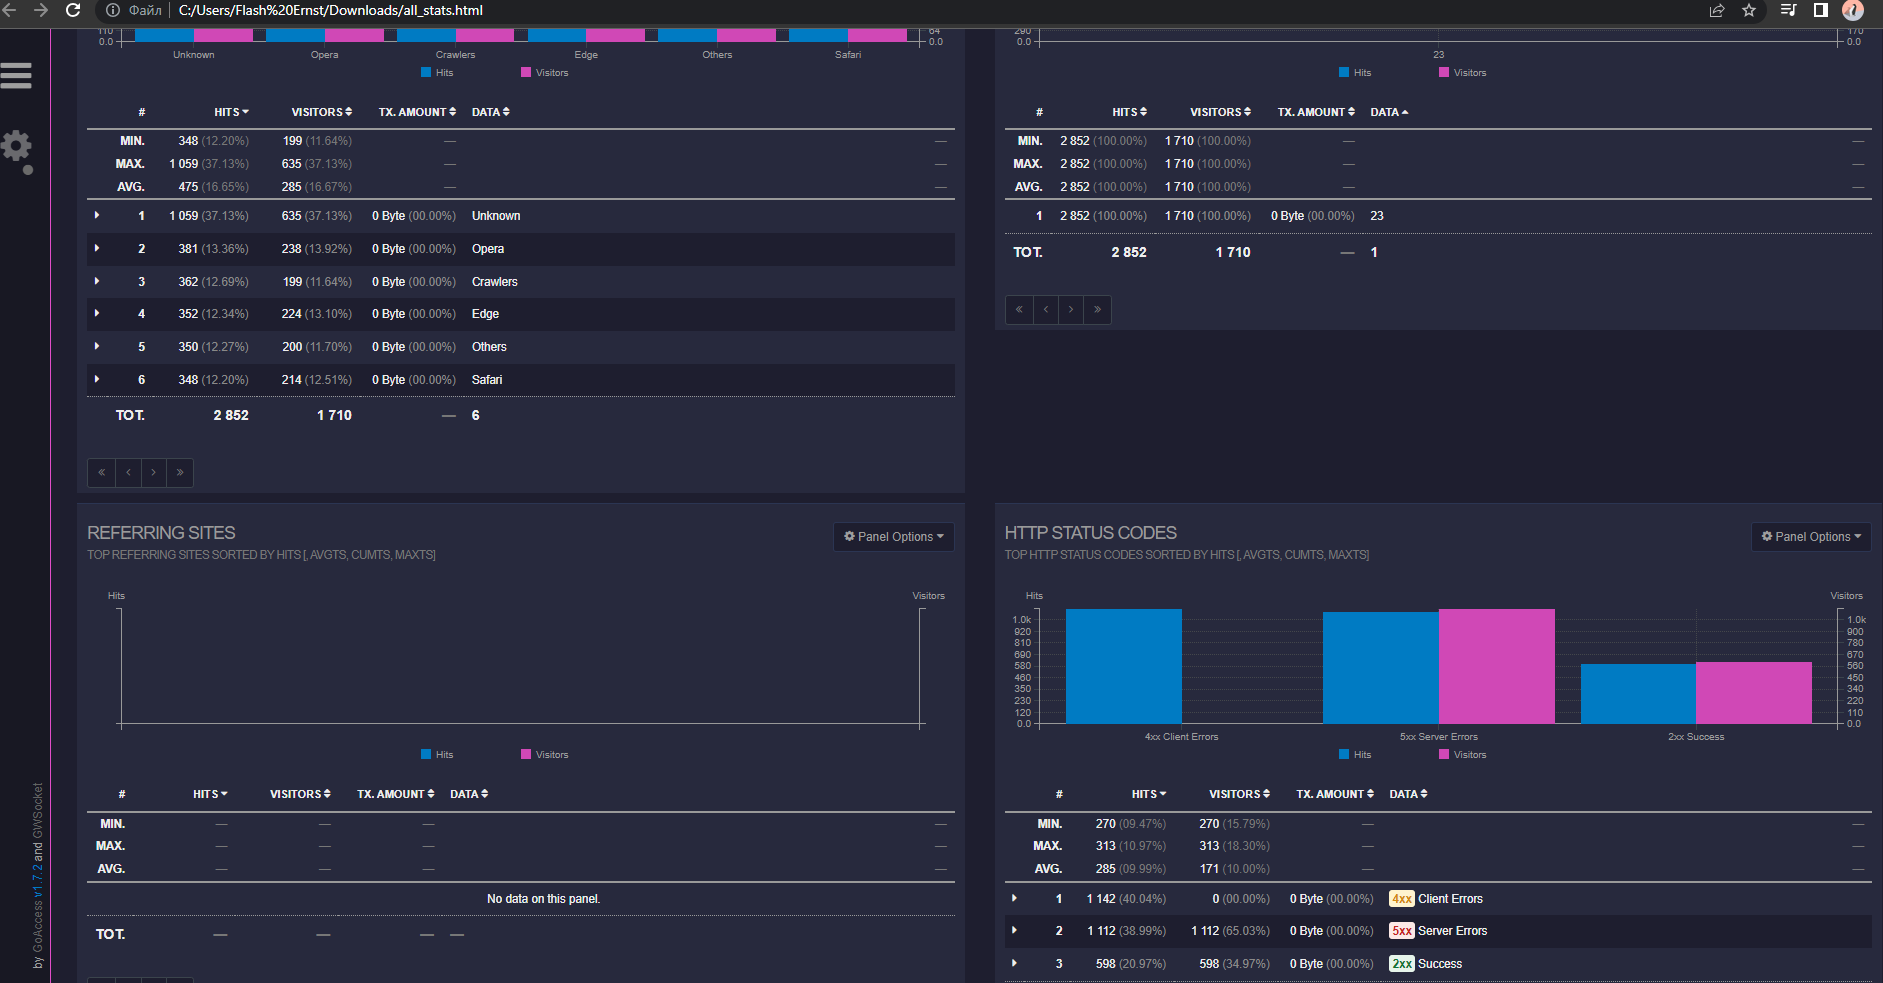 Файл C:/Users/Flash%20Ernst/Downloads/all_stats.html
110
0.0
64
0.0
Unknown Opera Crawlers Edge Others Safari
Hits Visitors
# HITS VISITORS TX. AMOUNT DATA
MIN. 348 (12.20%) 199 (11.64%) — —
MAX. 1 059 (37.13%) 635 (37.13%) — —
AVG. 475 (16.65%) 285 (16.67%) — —
1 1 059 (37.13%) 635 (37.13%) 0 Byte (00.00%) Unknown
2 381 (13.36%) 238 (13.92%) 0 Byte (00.00%) Opera
3 362 (12.69%) 199 (11.64%) 0 Byte (00.00%) Crawlers
4 352 (12.34%) 224 (13.10%) 0 Byte (00.00%) Edge
5 350 (12.27%) 200 (11.70%) 0 Byte (00.00%) Others
6 348 (12.20%) 214 (12.51%) 0 Byte (00.00%) Safari
TOT. 2 852 1 710 — 6
« ‹ › »
290
0.0
170
0.0
23
Hits Visitors
# HITS VISITORS TX. AMOUNT DATA
MIN. 2 852 (100.00%) 1 710 (100.00%) — —
MAX. 2 852 (100.00%) 1 710 (100.00%) — —
AVG. 2 852 (100.00%) 1 710 (100.00%) — —
1 2 852 (100.00%) 1 710 (100.00%) 0 Byte (00.00%) 23
TOT. 2 852 1 710 — 1
« ‹ › »
REFERRING SITES
Panel Options
TOP REFERRING SITES SORTED BY HITS [, AVGTS, CUMTS, MAXTS]
Hits Visitors
Hits Visitors
# HITS VISITORS TX. AMOUNT DATA
MIN. — — — —
MAX. — — — —
AVG. — — — —
No data on this panel.
TOT. — — — —
HTTP STATUS CODES
Panel Options
TOP HTTP STATUS CODES SORTED BY HITS [, AVGTS, CUMTS, MAXTS]
Hits Visitors
1.0k 1.0k
920 900
810 780
690 670
580 560
460 450
350 340
230 220
120 110
0.0 0.0
4xx Client Errors 5xx Server Errors 2xx Success
Hits Visitors
# HITS VISITORS TX. AMOUNT DATA
MIN. 270 (09.47%) 270 (15.79%) — —
MAX. 313 (10.97%) 313 (18.30%) — —
AVG. 285 (09.99%) 171 (10.00%) — —
1 1 142 (40.04%) 0 (00.00%) 0 Byte (00.00%) 4xx Client Errors
2 1 112 (38.99%) 1 112 (65.03%) 0 Byte (00.00%) 5xx Server Errors
3 598 (20.97%) 598 (34.97%) 0 Byte (00.00%) 2xx Success
by GoAccess v1.7.2 and GWSocket